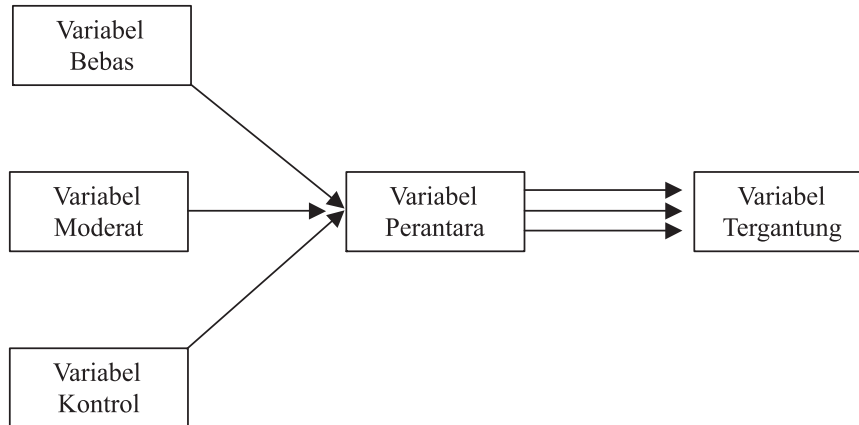 Variabel
Bebas
Variabel
Moderat
Variabel
Perantara
Variabel
Tergantung
Variabel
Kontrol